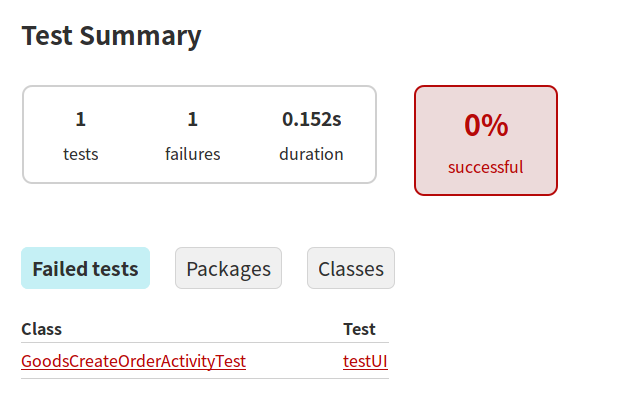 Test Summary
1 1 0.152s
tests failures duration
0%
successful
Failed tests Packages Classes
Class Test
GoodsCreateOrderActivityTest testUI